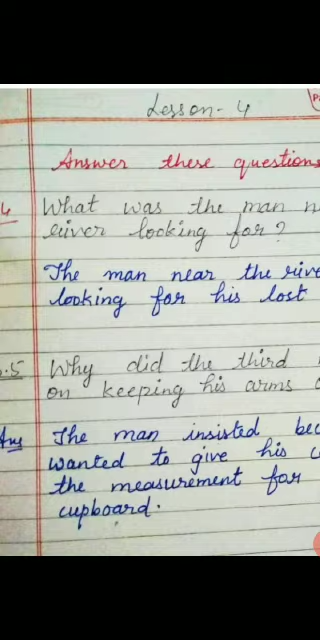 Lesson-4
Answer these questions
4
What was the man
river looking for?
The man near the
looking for his lost
.5
Why did the third
on keeping his arms
Ans
The man insisted
wanted to give his
the measurement for
cupboard.